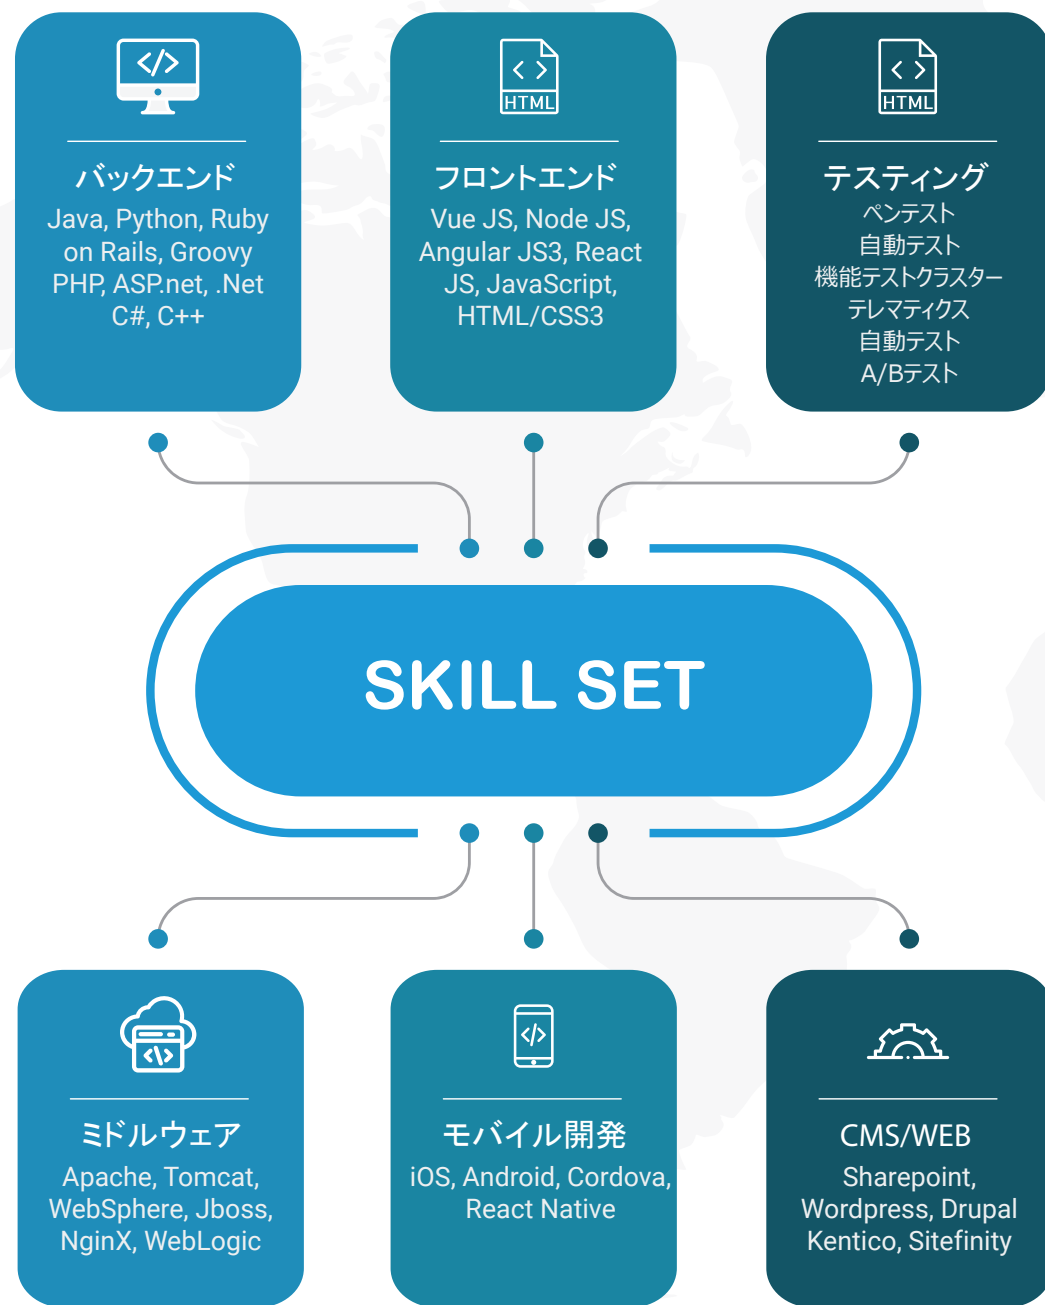 </>
バックエンド
Java, Python, Ruby
on Rails, Groovy
PHP, ASP.net, .Net
C#, C++
< >
HTML
フロントエンド
Vue JS, Node JS,
Angular JS3, React
JS, JavaScript,
HTML/CSS3
< >
HTML
テスティング
ペンテスト
自動テスト
機能テストクラスター
テレマティクス
自動テスト
A/Bテスト
SKILL SET
<\>
ミドルウェア
Apache, Tomcat,
WebSphere, Jboss,
NginX, WebLogic
</>
モバイル開発
iOS, Android, Cordova,
React Native
CMS/WEB
Sharepoint,
Wordpress, Drupal
Kentico, Sitefinity